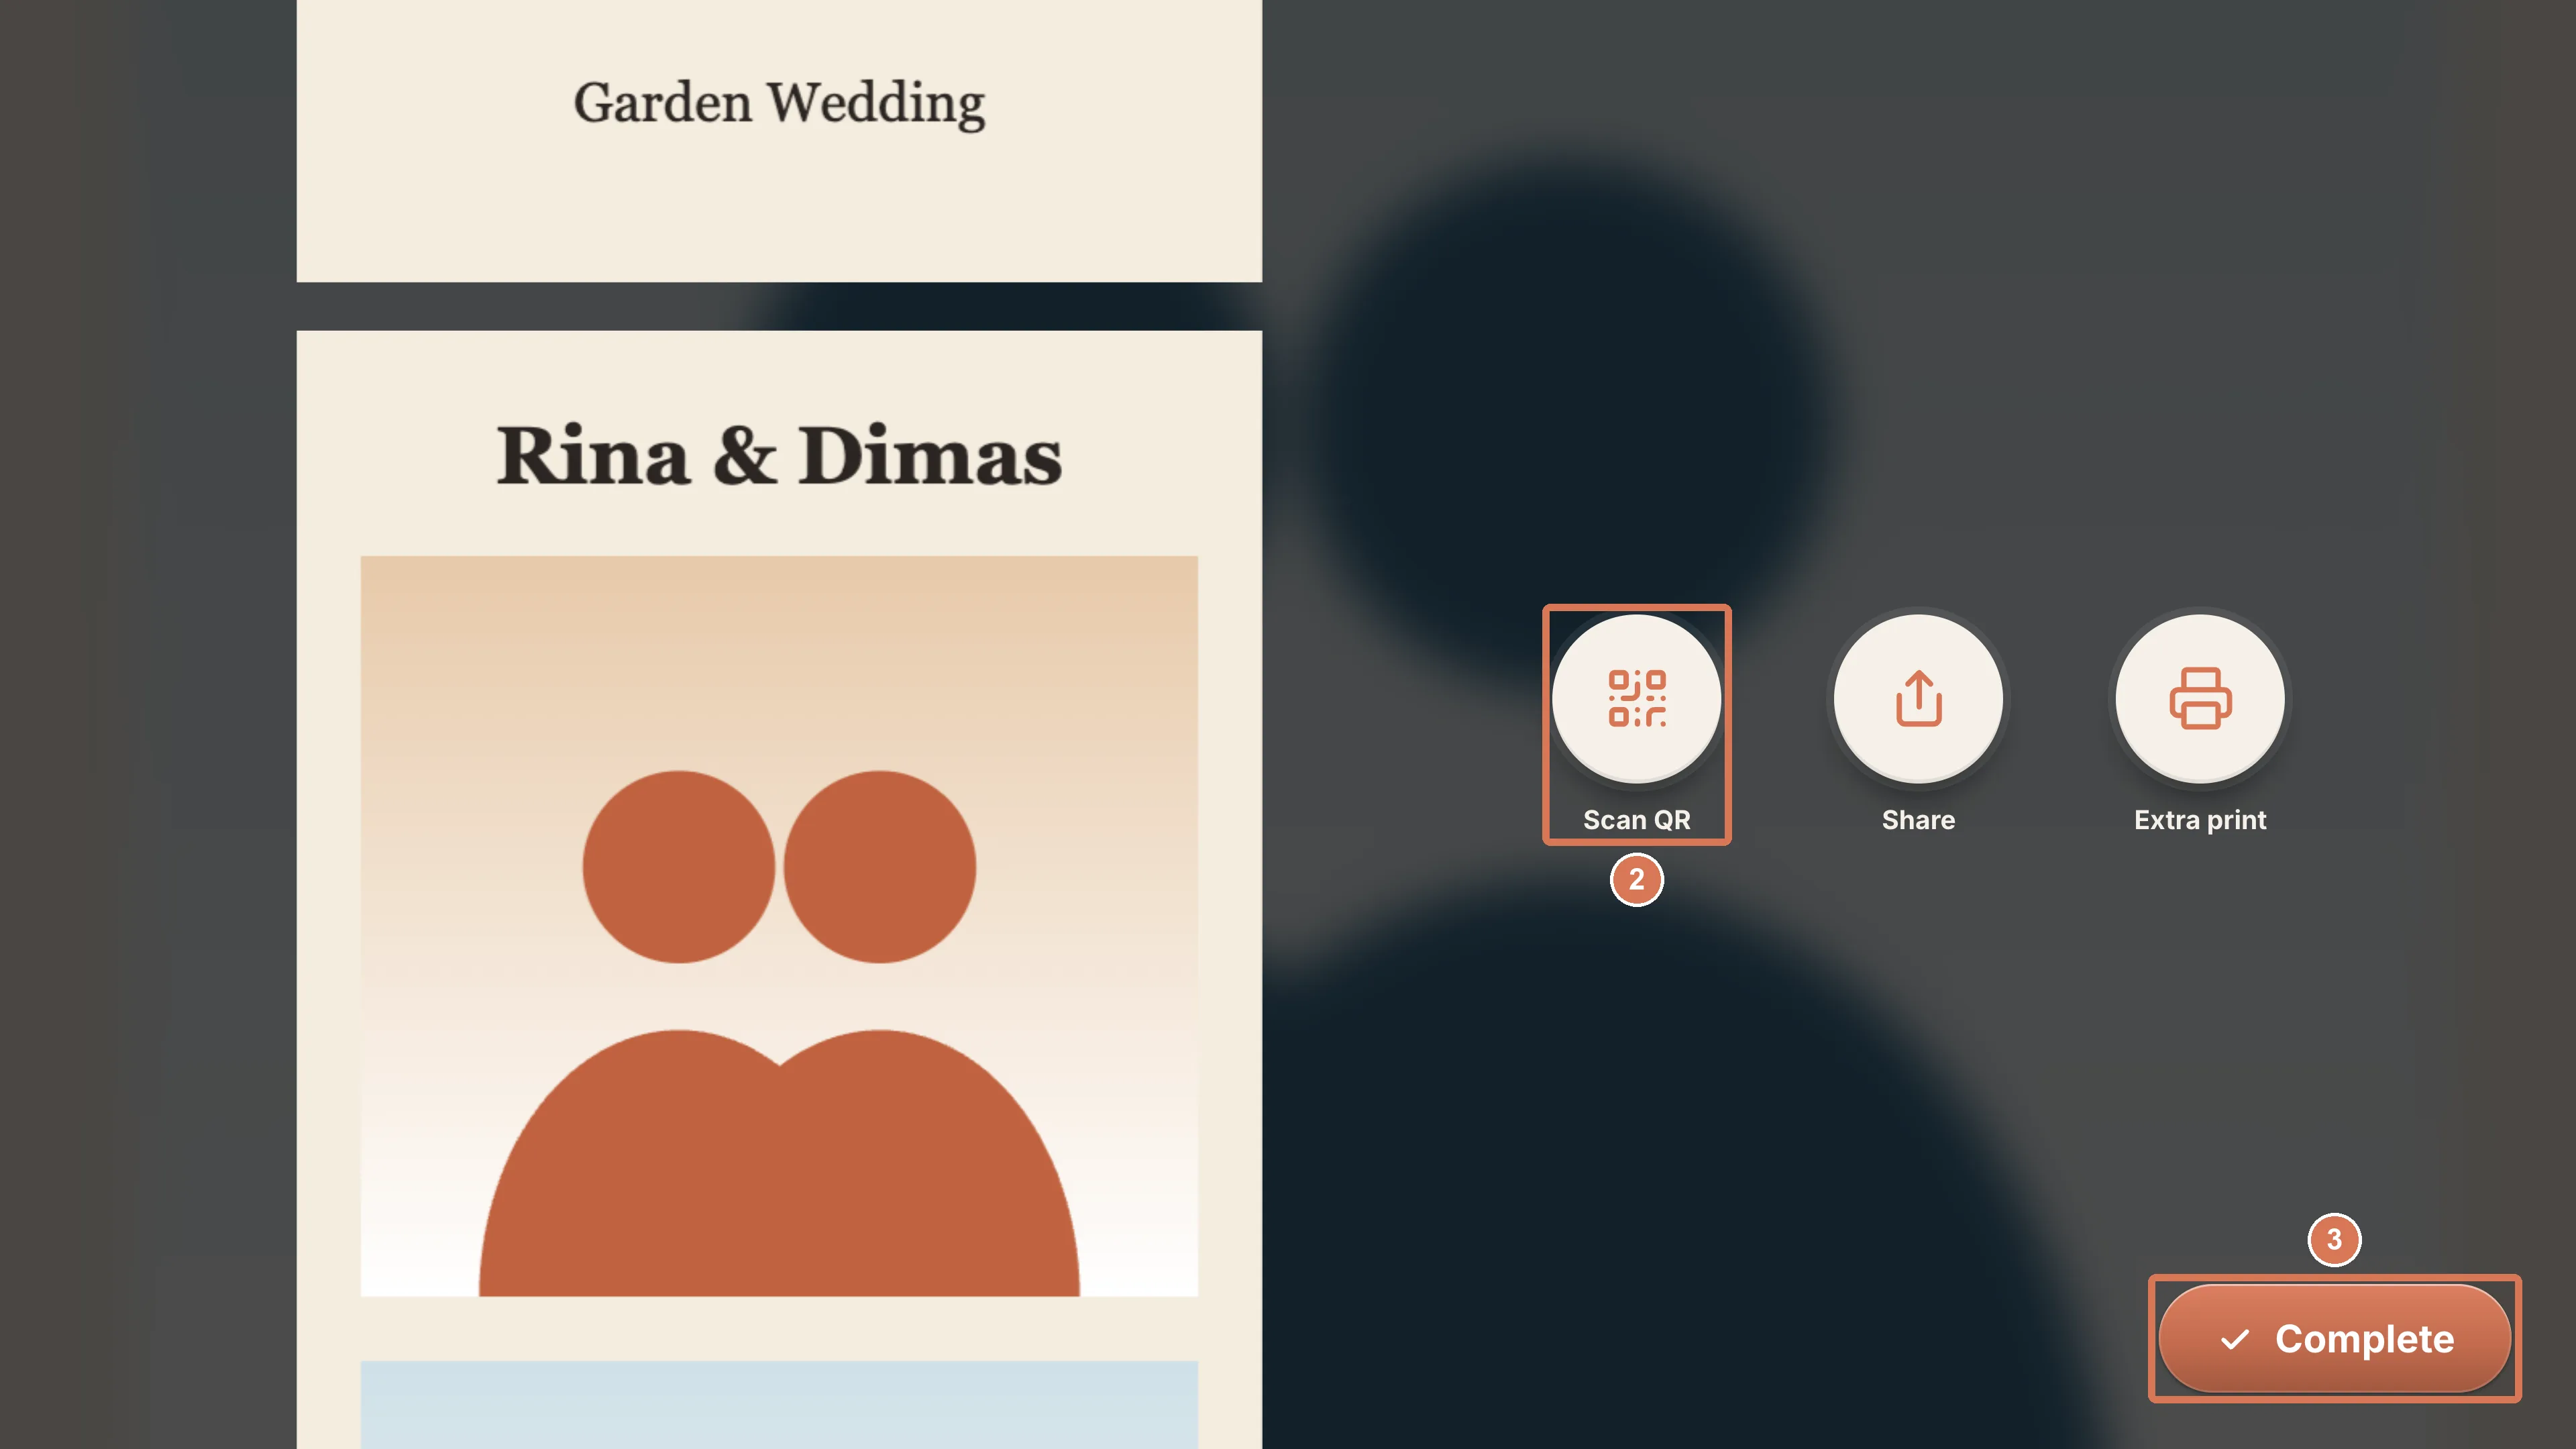 Garden Wedding
Rina & Dimas
Scan QR
Share
Extra print
2
3
Complete